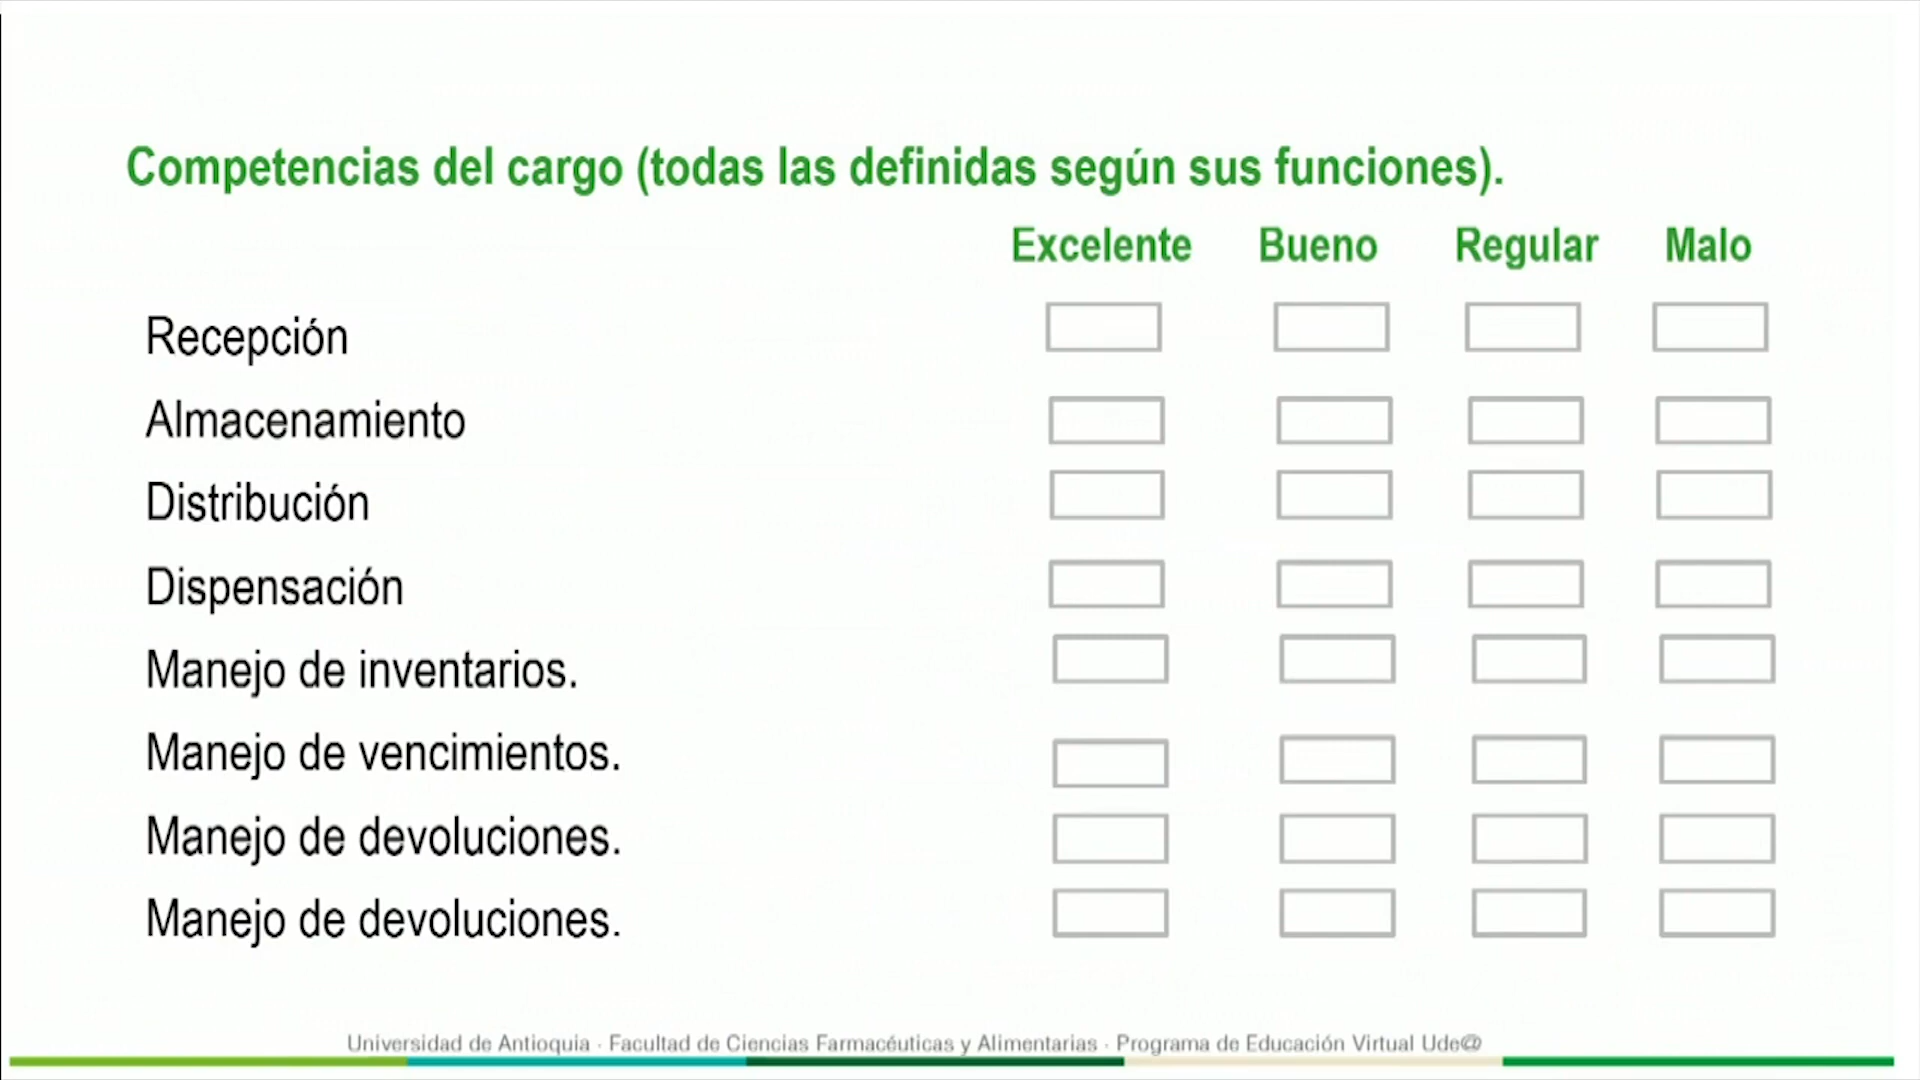 Competencias del cargo (todas las definidas según sus funciones).
Excelente Bueno Regular Malo
Recepción
Almacenamiento
Distribución
Dispensación
Manejo de inventarios.
Manejo de vencimientos.
Manejo de devoluciones.
Manejo de devoluciones.
Universidad de Antioquia · Facultad de Ciencias Farmacéuticas y Alimentarias · Programa de Educación Virtual Ude@